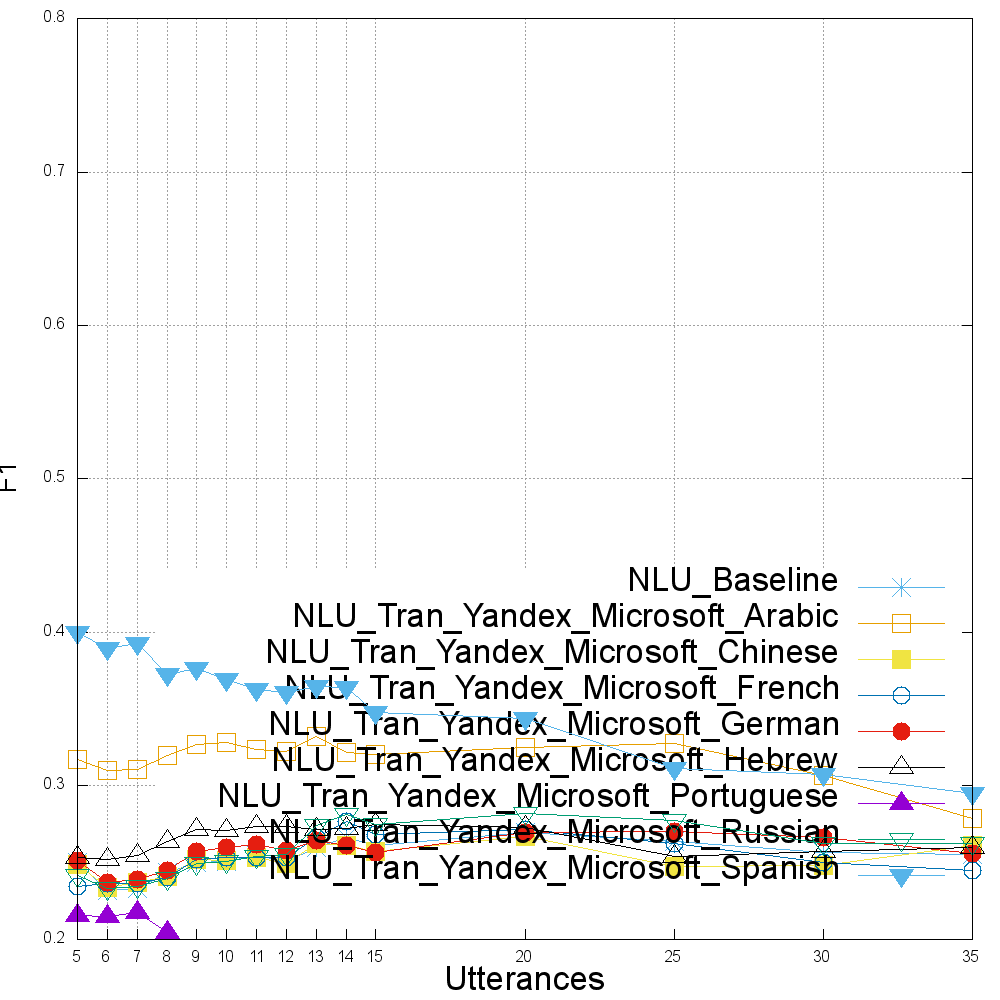 0.8
0.7
0.6
0.5
0.4
0.3
0.2
F1
NLU_Baseline
NLU_Tran_Yandex_Microsoft_Arabic
NLU_Tran_Yandex_Microsoft_Chinese
NLU_Tran_Yandex_Microsoft_French
NLU_Tran_Yandex_Microsoft_German
NLU_Tran_Yandex_Microsoft_Hebrew
NLU_Tran_Yandex_Microsoft_Portuguese
NLU_Tran_Yandex_Microsoft_Russian
NLU_Tran_Yandex_Microsoft_Spanish
5 6 7 8 9 10 11 12 13 14 15 20 25 30 35
Utterances